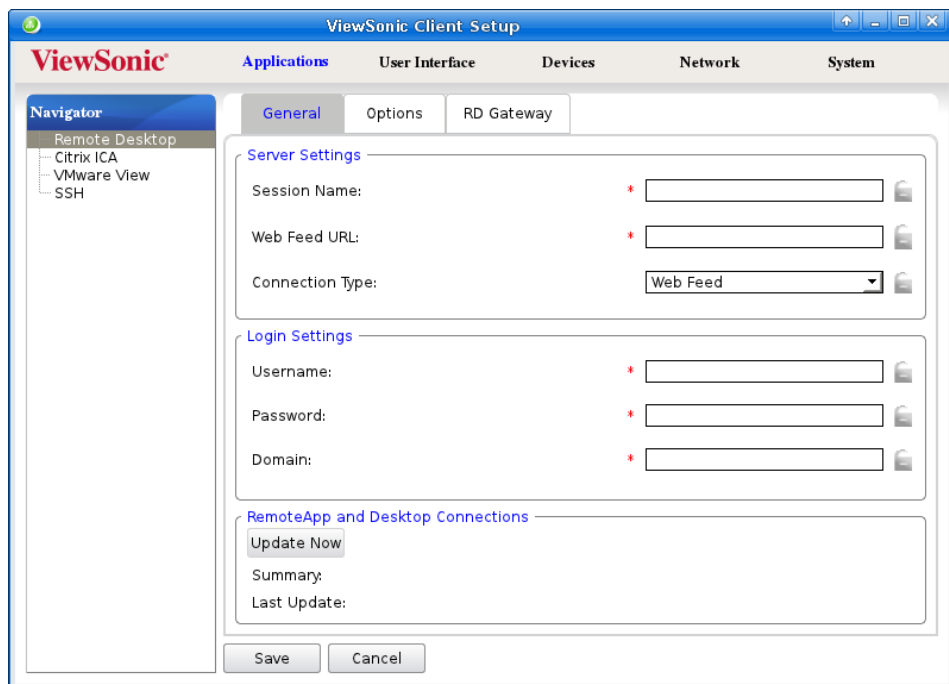 ViewSonic Client Setup
ViewSonic®
Applications
User Interface
Devices
Network
System
Navigator
Remote Desktop
Citrix ICA
VMware View
SSH
General
Options
RD Gateway
Server Settings
Session Name: *
Web Feed URL: *
Connection Type: Web Feed
Login Settings
Username: *
Password: *
Domain: *
RemoteApp and Desktop Connections
Update Now
Summary:
Last Update:
Save
Cancel